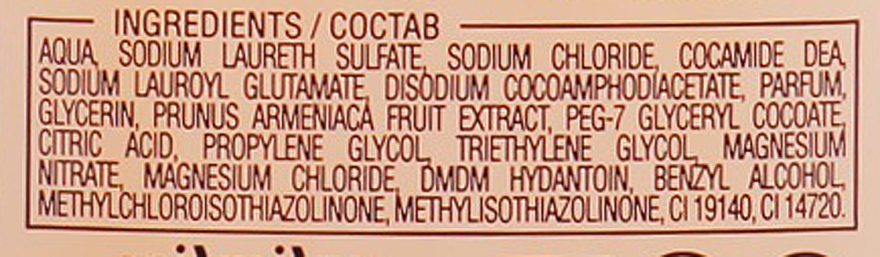 INGREDIENTS / СОСТАВ
AQUA, SODIUM LAURETH SULFATE, SODIUM CHLORIDE, COCAMIDE DEA,
SODIUM LAUROYL GLUTAMATE, DISODIUM COCOAMPHODIACETATE, PARFUM,
GLYCERIN, PRUNUS ARMENIACA FRUIT EXTRACT, PEG-7 GLYCERYL COCOATE,
CITRIC ACID, PROPYLENE GLYCOL, TRIETHYLENE GLYCOL, MAGNESIUM
NITRATE, MAGNESIUM CHLORIDE, DMDM HYDANTOIN, BENZYL ALCOHOL,
METHYLCHLOROISOTHIAZOLINONE, METHYLISOTHIAZOLINONE, CI 19140, CI 14720.